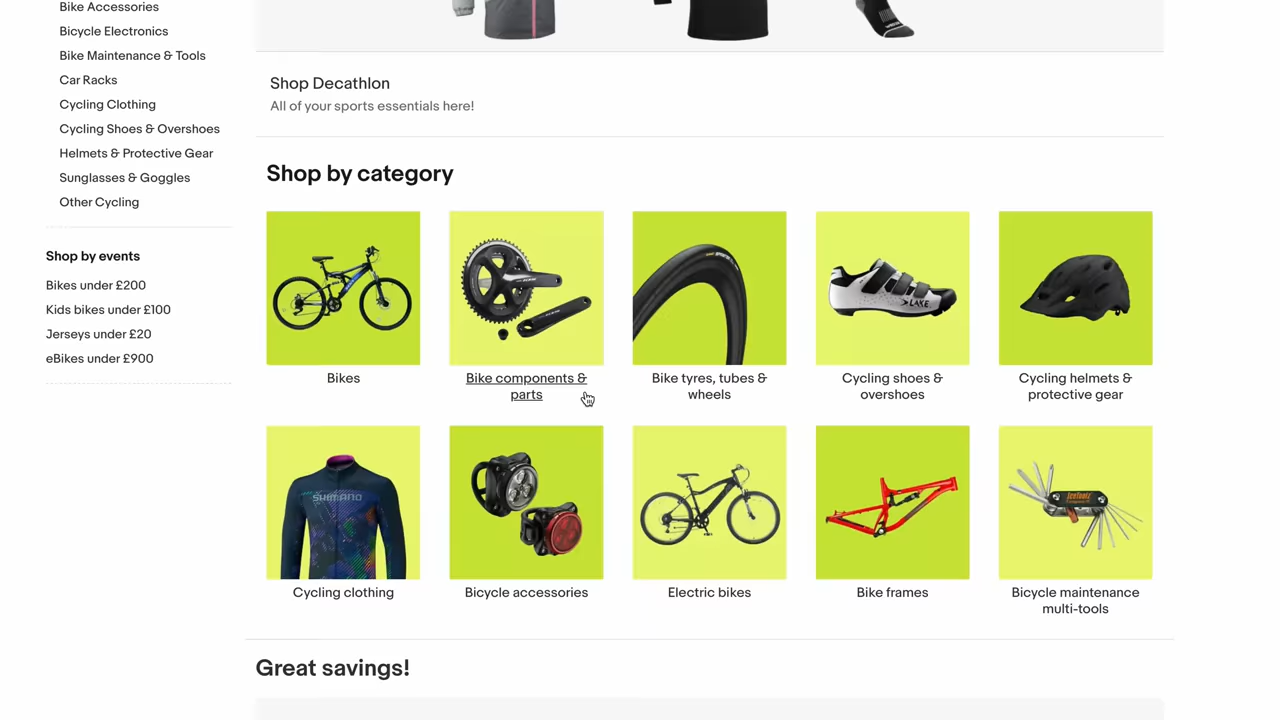 Bike Accessories
Bicycle Electronics
Bike Maintenance & Tools
Car Racks
Cycling Clothing
Cycling Shoes & Overshoes
Helmets & Protective Gear
Sunglasses & Goggles
Other Cycling
Shop by events
Bikes under £200
Kids bikes under £100
Jerseys under £20
eBikes under £900
Shop Decathlon
All of your sports essentials here!
Shop by category
LAKE
Bikes
Bike components &
parts
Bike tyres, tubes &
wheels
Cycling shoes &
overshoes
Cycling helmets &
protective gear
SHIMANO
IceToolz
Cycling clothing
Bicycle accessories
Electric bikes
Bike frames
Bicycle maintenance
multi-tools
Great savings!